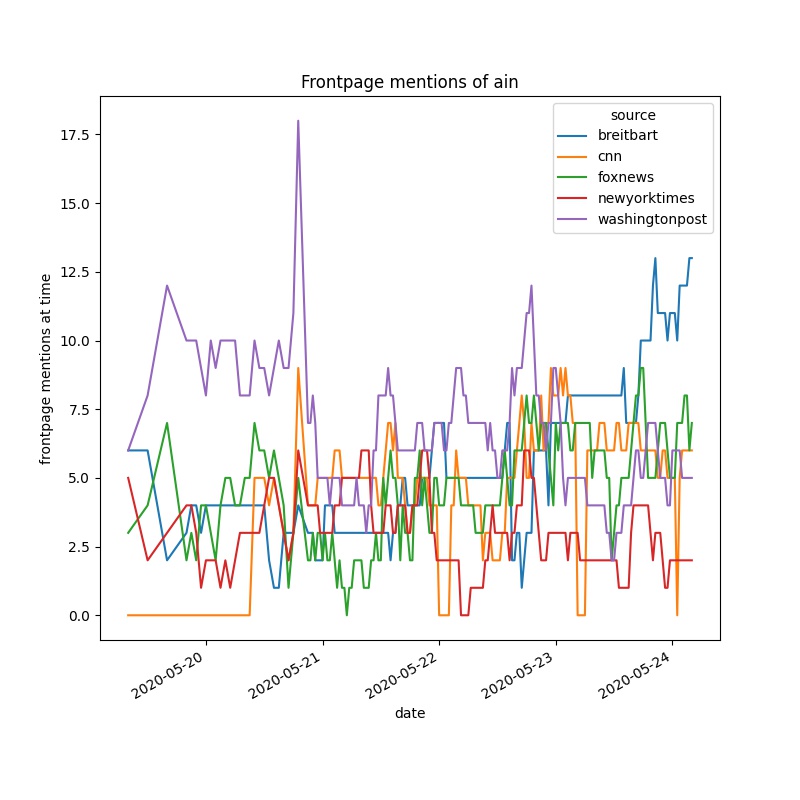 Frontpage mentions of ain
source
breitbart
cnn
foxnews
newyorktimes
washingtonpost
frontpage mentions at time
17.5
15.0
12.5
10.0
7.5
5.0
2.5
0.0
2020-05-20
2020-05-21
2020-05-22
2020-05-23
2020-05-24
date